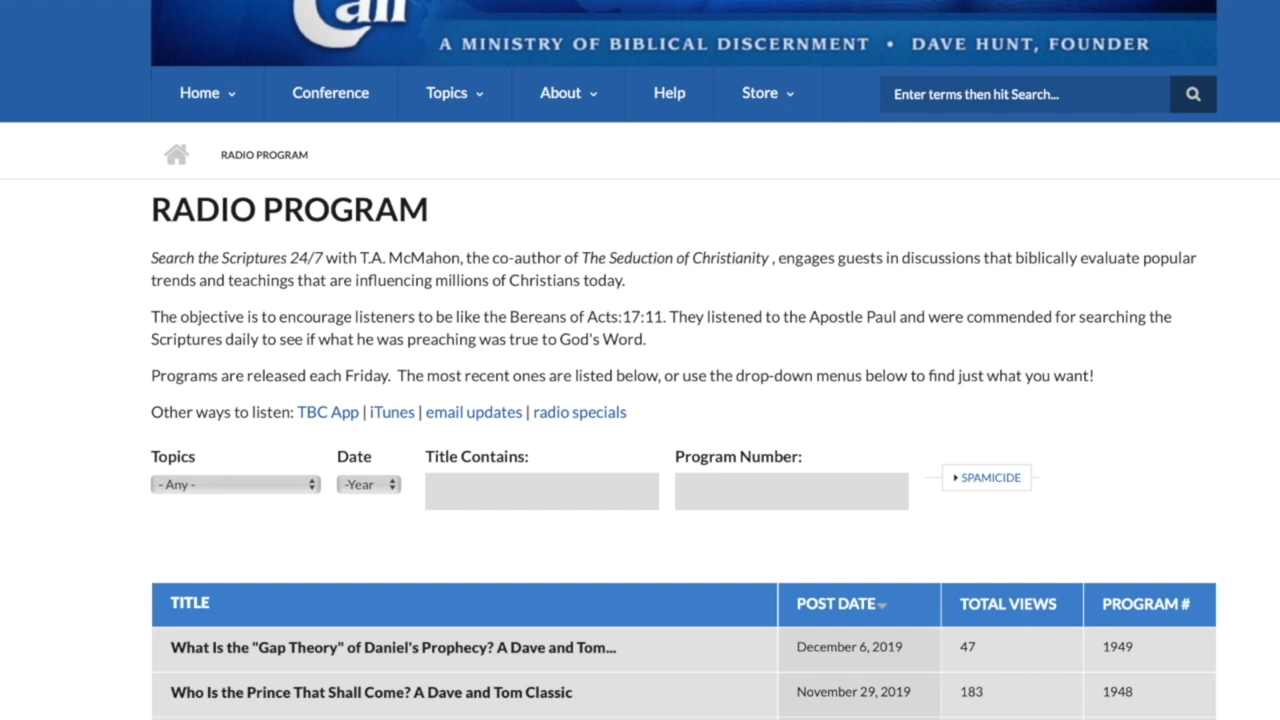 Call
A MINISTRY OF BIBLICAL DISCERNMENT • DAVE HUNT, FOUNDER
Home Conference Topics About Help Store Enter terms then hit Search...
RADIO PROGRAM
RADIO PROGRAM
Search the Scriptures 24/7 with T.A. McMahon, the co-author of The Seduction of Christianity , engages guests in discussions that biblically evaluate popular
trends and teachings that are influencing millions of Christians today.
The objective is to encourage listeners to be like the Bereans of Acts:17:11. They listened to the Apostle Paul and were commended for searching the
Scriptures daily to see if what he was preaching was true to God's Word.
Programs are released each Friday.  The most recent ones are listed below, or use the drop-down menus below to find just what you want!
Other ways to listen: TBC App | iTunes | email updates | radio specials
Topics Date Title Contains: Program Number:
- Any - -Year SPAMICIDE
TITLE POST DATE TOTAL VIEWS PROGRAM #
What Is the "Gap Theory" of Daniel's Prophecy? A Dave and Tom... December 6, 2019 47 1949
Who Is the Prince That Shall Come? A Dave and Tom Classic November 29, 2019 183 1948